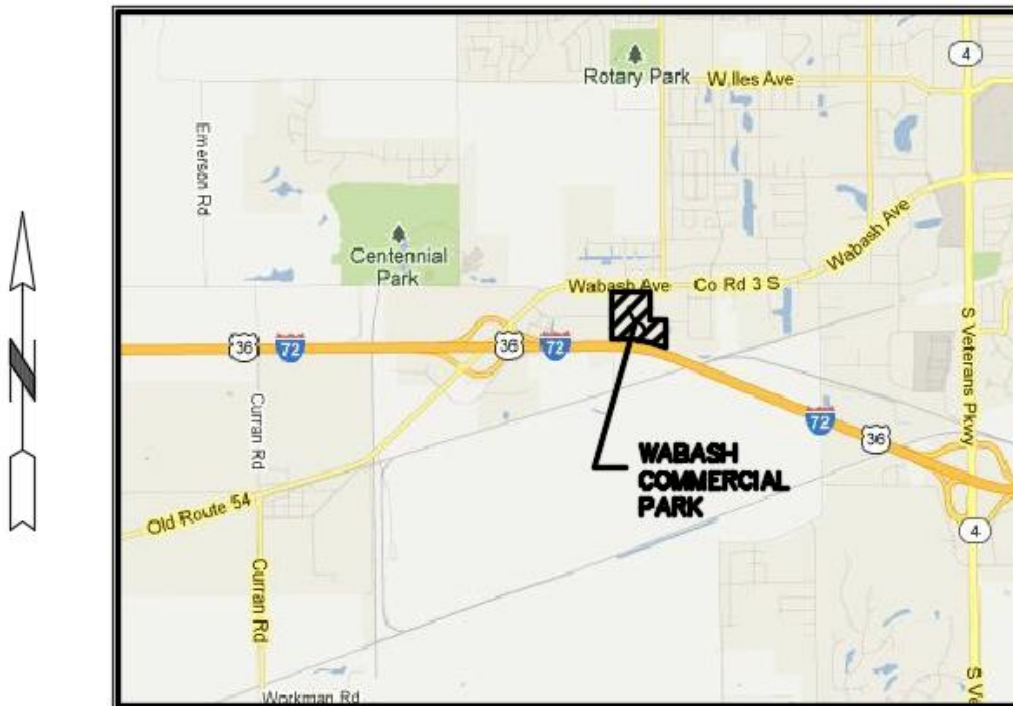 4
Rotary Park
Willes Ave
Emerson Rd
Centennial
Park
Wabash Ave
Wabash Ave
Co Rd 3 S
36
72
36
72
N
S Veterans Pkwy
72
36
Curran Rd
WABASH
COMMERCIAL
PARK
Old Route 54
4
Curran Rd
S Ve
Workman Rd